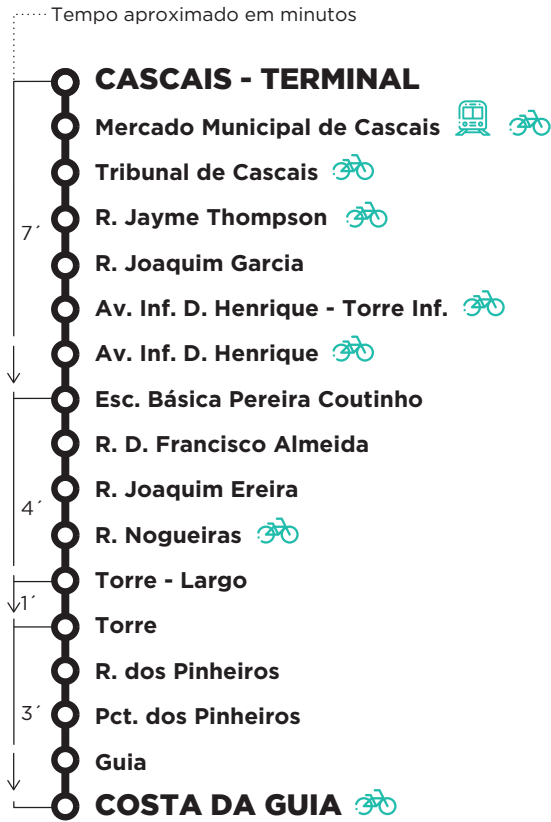 Tempo aproximado em minutos
CASCAIS - TERMINAL
Mercado Municipal de Cascais
Tribunal de Cascais
R. Jayme Thompson
7´
R. Joaquim Garcia
Av. Inf. D. Henrique - Torre Inf.
Av. Inf. D. Henrique
Esc. Básica Pereira Coutinho
R. D. Francisco Almeida
R. Joaquim Ereira
4´
R. Nogueiras
Torre - Largo
1´
Torre
R. dos Pinheiros
3´
Pct. dos Pinheiros
Guia
COSTA DA GUIA